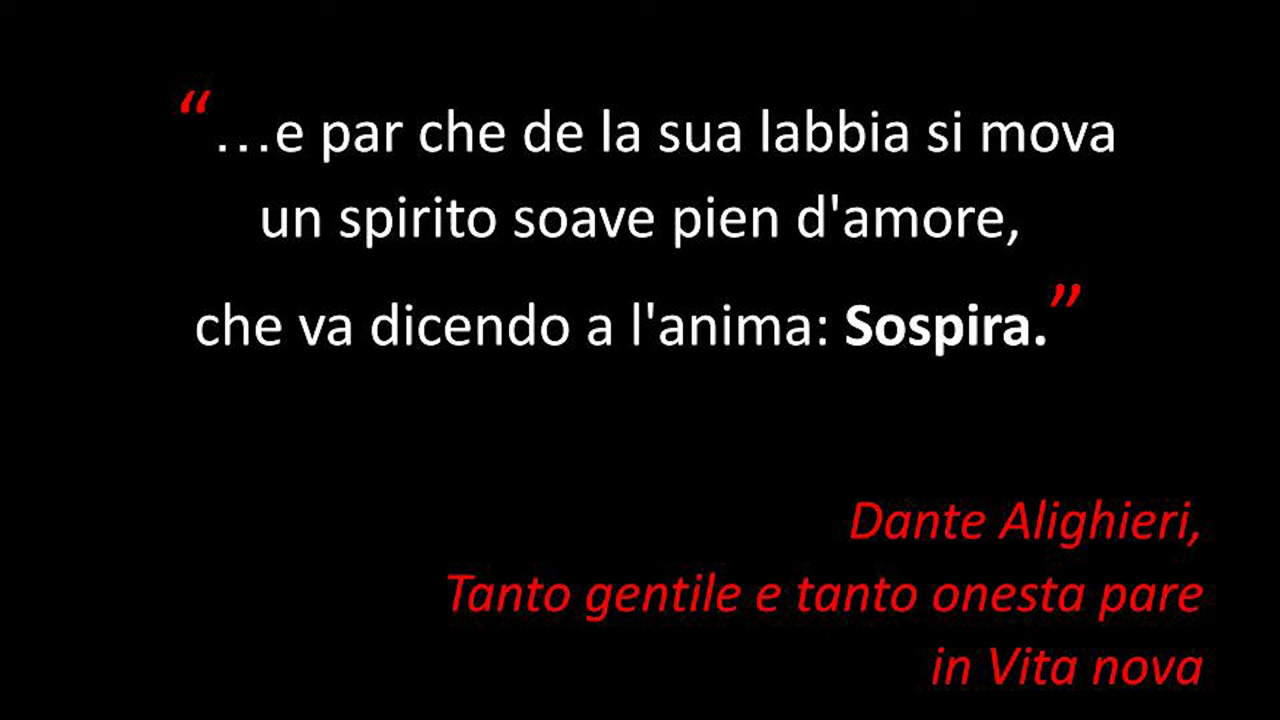 “…e par che de la sua labbia si mova
un spirito soave pien d'amore,
che va dicendo a l'anima: Sospira.”
Dante Alighieri,
Tanto gentile e tanto onesta pare
in Vita nova